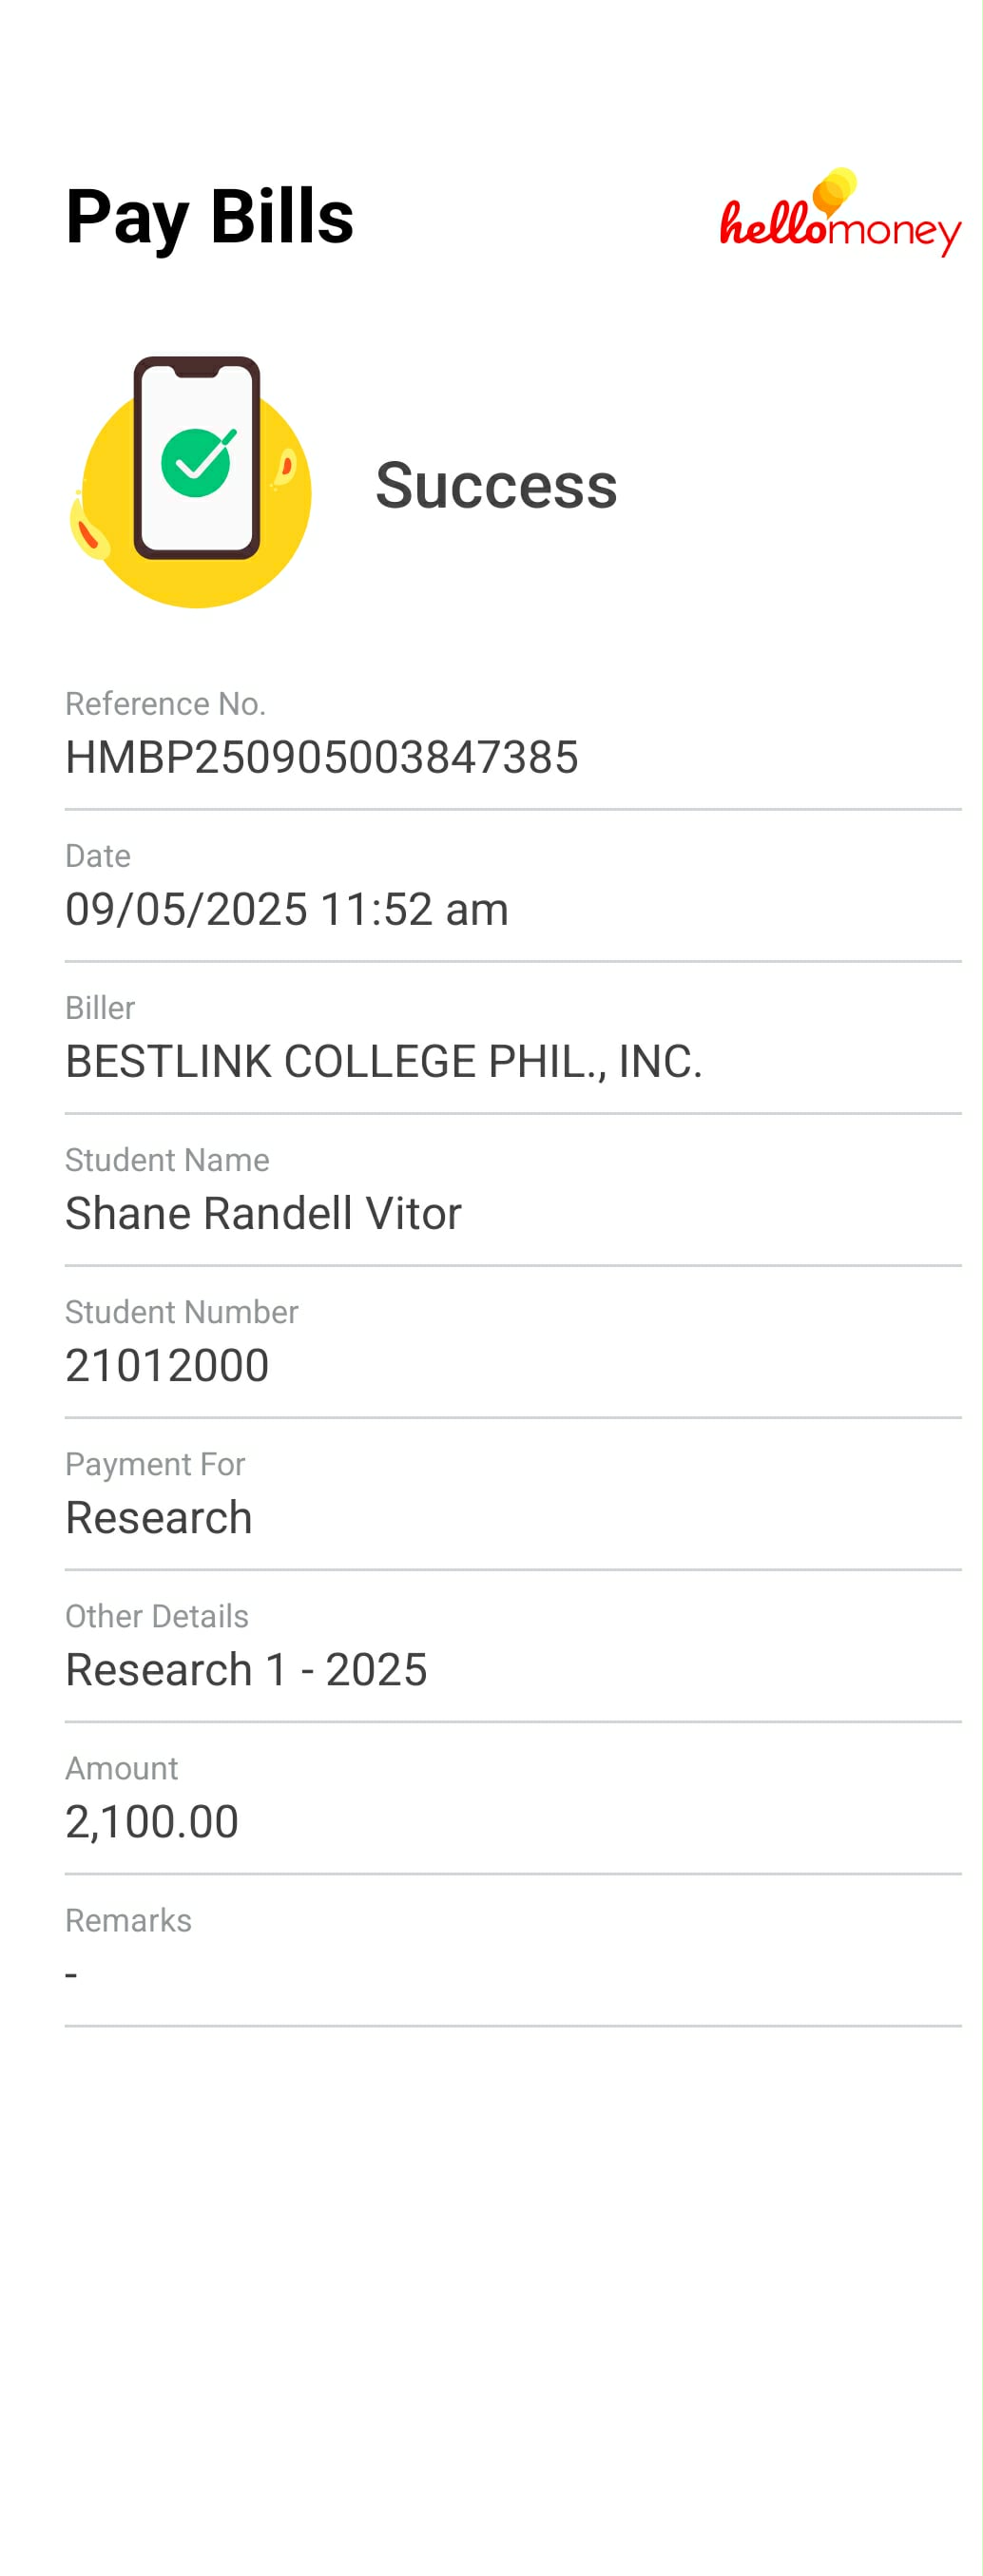 Pay Bills
hellomoney
Success
Reference No.
HMBP250905003847385
Date
09/05/2025 11:52 am
Biller
BESTLINK COLLEGE PHIL., INC.
Student Name
Shane Randell Vitor
Student Number
21012000
Payment For
Research
Other Details
Research 1 - 2025
Amount
2,100.00
Remarks
-